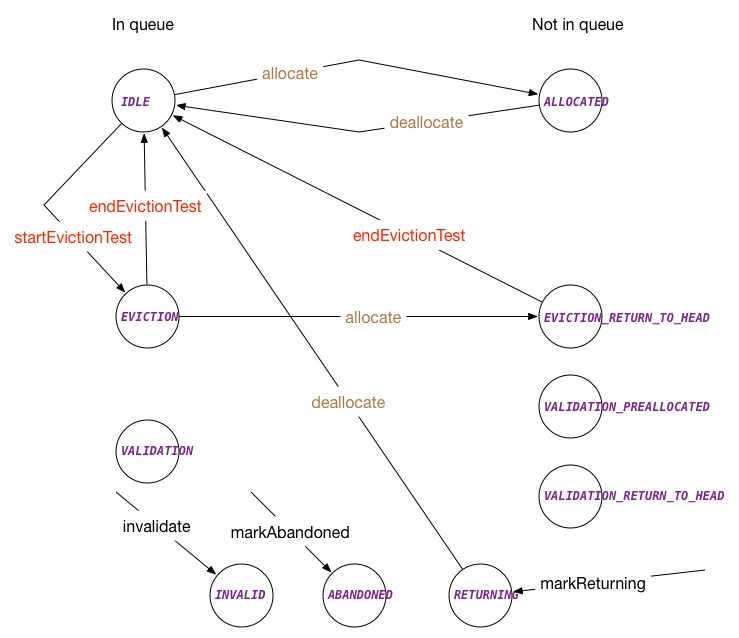 In queue
Not in queue
allocate
IDLE
ALLOCATED
deallocate
endEvictionTest
startEvictionTest
endEvictionTest
EVICTION
allocate
EVICTION_RETURN_TO_HEAD
deallocate
VALIDATION_PREALLOCATED
VALIDATION
VALIDATION_RETURN_TO_HEAD
invalidate
markAbandoned
markReturning
INVALID
ABANDONED
RETURNING